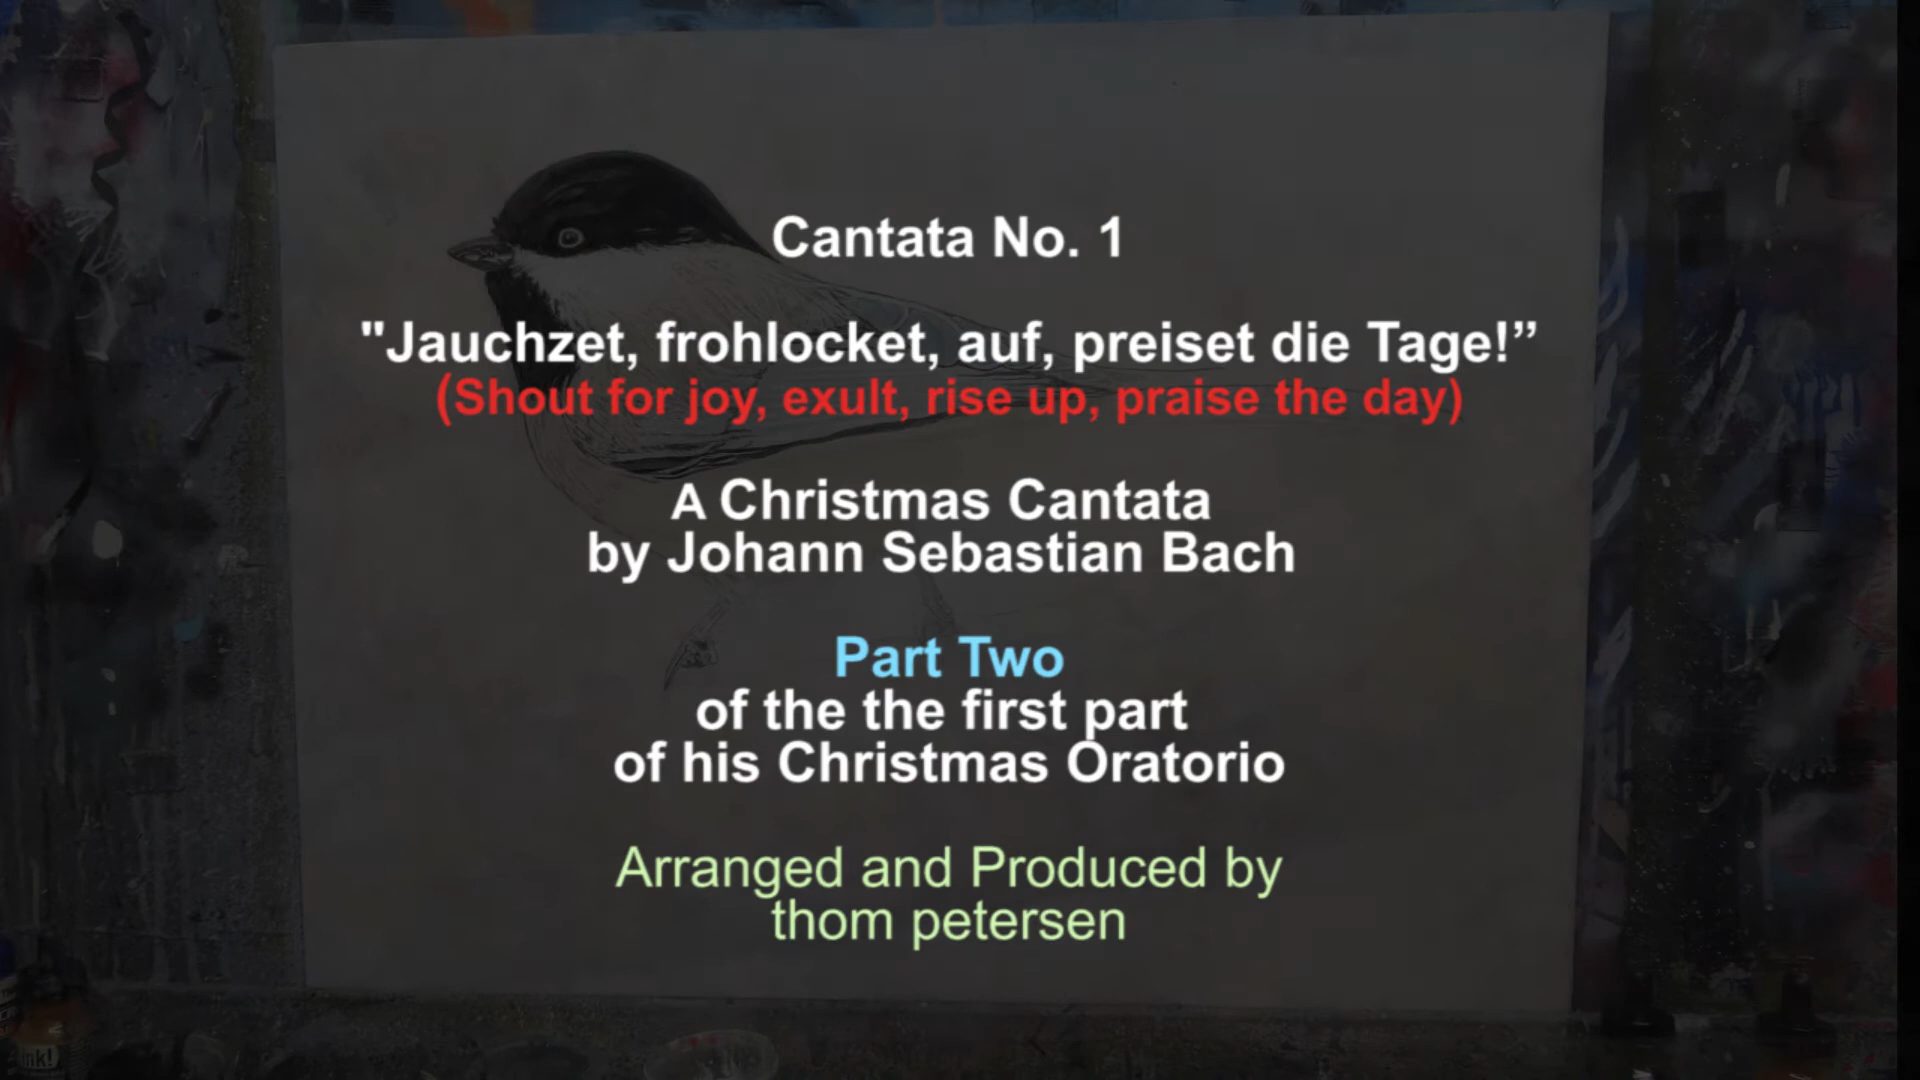 Cantata No. 1
"Jauchzet, frohlocket, auf, preiset die Tage!”
(Shout for joy, exult, rise up, praise the day)
A Christmas Cantata
by Johann Sebastian Bach
Part Two
of the the first part
of his Christmas Oratorio
Arranged and Produced by
thom petersen